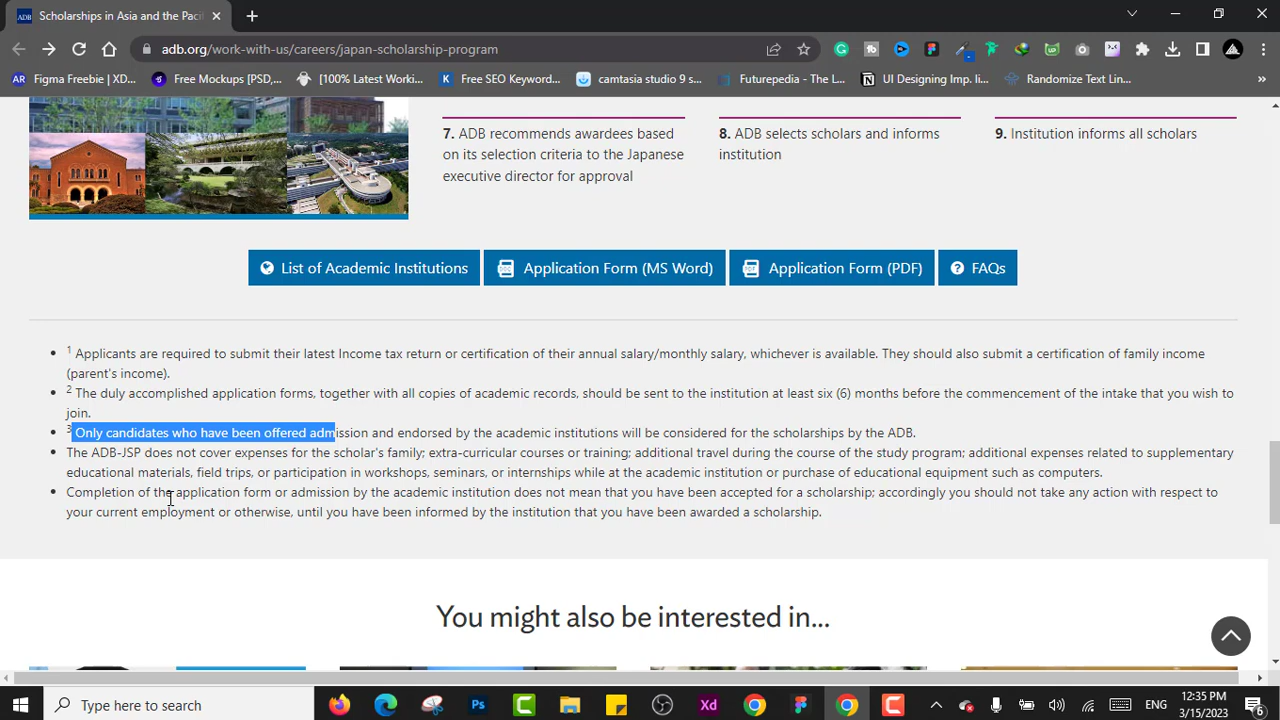 ADB Scholarships in Asia and the Paci
adb.org/work-with-us/careers/japan-scholarship-program
AR Figma Freebie | XD... Free Mockups [PSD,... [100% Latest Worki... K Free SEO Keyword... camtasia studio 9 s... Futurepedia - The L... UI Designing Imp. li... Randomize Text Lin... »
7. ADB recommends awardees based
on its selection criteria to the Japanese
executive director for approval
8. ADB selects scholars and informs
institution
9. Institution informs all scholars
List of Academic Institutions Application Form (MS Word) Application Form (PDF) FAQs
• 1 Applicants are required to submit their latest Income tax return or certification of their annual salary/monthly salary, whichever is available. They should also submit a certification of family income
(parent's income).
• 2 The duly accomplished application forms, together with all copies of academic records, should be sent to the institution at least six (6) months before the commencement of the intake that you wish to
join.
• 3 Only candidates who have been offered admission and endorsed by the academic institutions will be considered for the scholarships by the ADB.
• The ADB-JSP does not cover expenses for the scholar's family; extra-curricular courses or training; additional travel during the course of the study program; additional expenses related to supplementary
educational materials, field trips, or participation in workshops, seminars, or internships while at the academic institution or purchase of educational equipment such as computers.
• Completion of the application form or admission by the academic institution does not mean that you have been accepted for a scholarship; accordingly you should not take any action with respect to
your current employment or otherwise, until you have been informed by the institution that you have been awarded a scholarship.
You might also be interested in...
Type here to search Ps Xd ENG 12:35 PM
3/15/2023 6